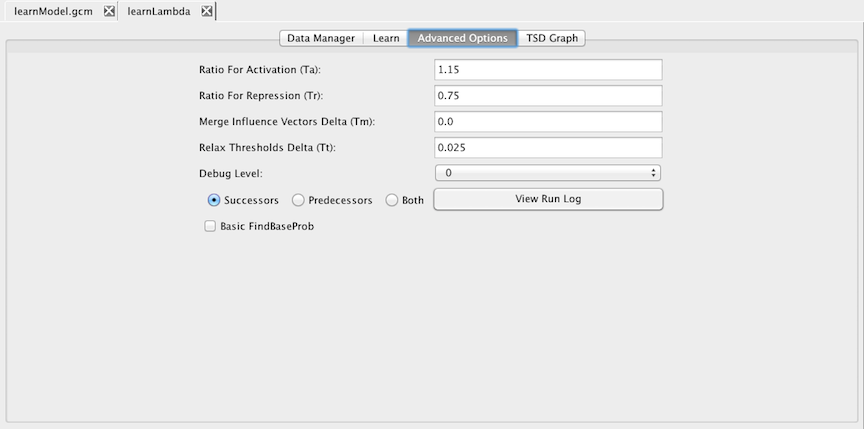 learnModel.gcm learnLambda
Data Manager Learn Advanced Options TSD Graph
Ratio For Activation (Ta): 1.15
Ratio For Repression (Tr): 0.75
Merge Influence Vectors Delta (Tm): 0.0
Relax Thresholds Delta (Tt): 0.025
Debug Level: 0
Successors Predecessors Both View Run Log
Basic FindBaseProb